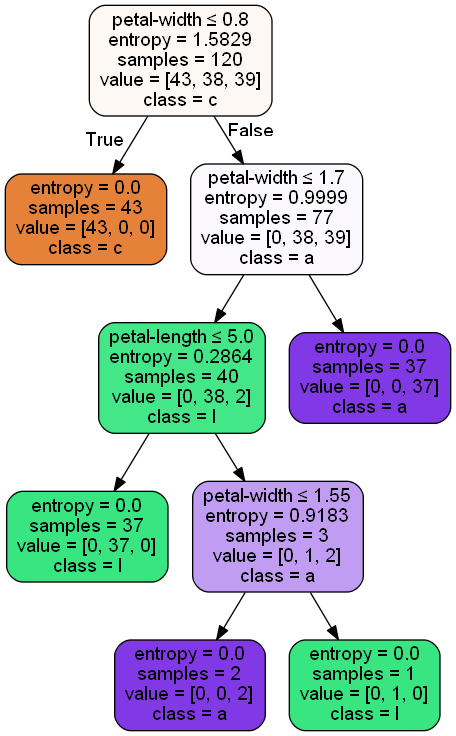 petal-width ≤ 0.8
entropy = 1.5829
samples = 120
value = [43, 38, 39]
class = c
True
False
entropy = 0.0
samples = 43
value = [43, 0, 0]
class = c
petal-width ≤ 1.7
entropy = 0.9999
samples = 77
value = [0, 38, 39]
class = a
petal-length ≤ 5.0
entropy = 0.2864
samples = 40
value = [0, 38, 2]
class = l
entropy = 0.0
samples = 37
value = [0, 0, 37]
class = a
entropy = 0.0
samples = 37
value = [0, 37, 0]
class = l
petal-width ≤ 1.55
entropy = 0.9183
samples = 3
value = [0, 1, 2]
class = a
entropy = 0.0
samples = 2
value = [0, 0, 2]
class = a
entropy = 0.0
samples = 1
value = [0, 1, 0]
class = l